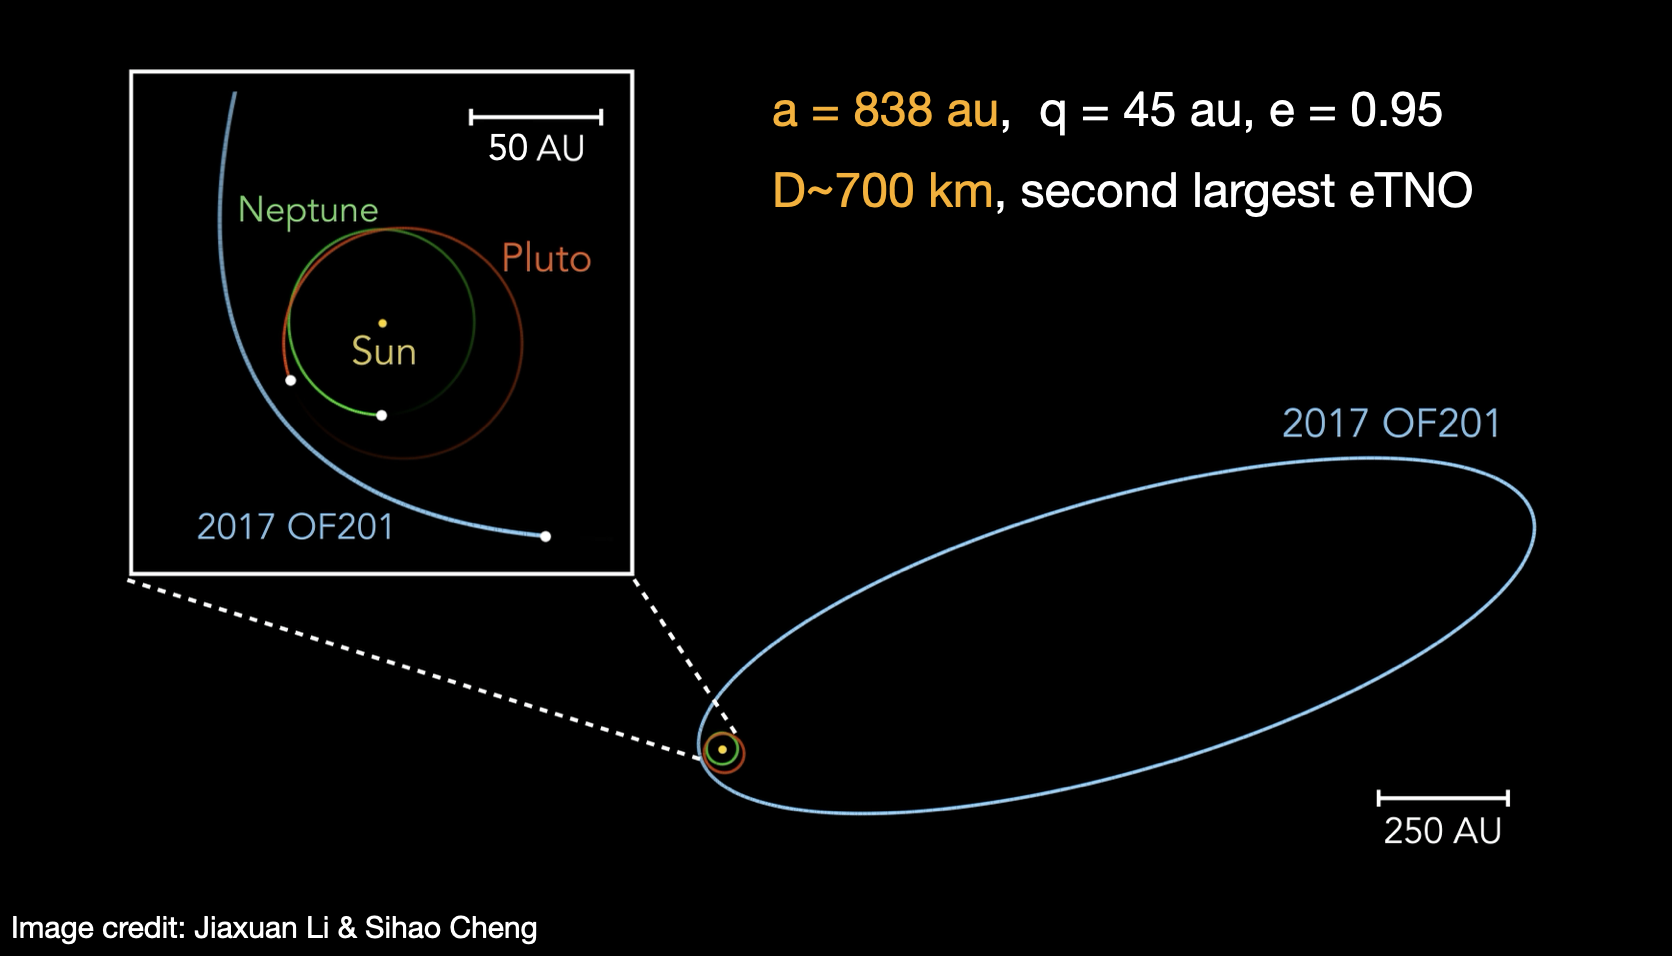 50 AU
Neptune
Pluto
Sun
2017 OF201
a = 838 au, q = 45 au, e = 0.95
D~700 km, second largest eTNO
2017 OF201
250 AU
Image credit: Jiaxuan Li & Sihao Cheng